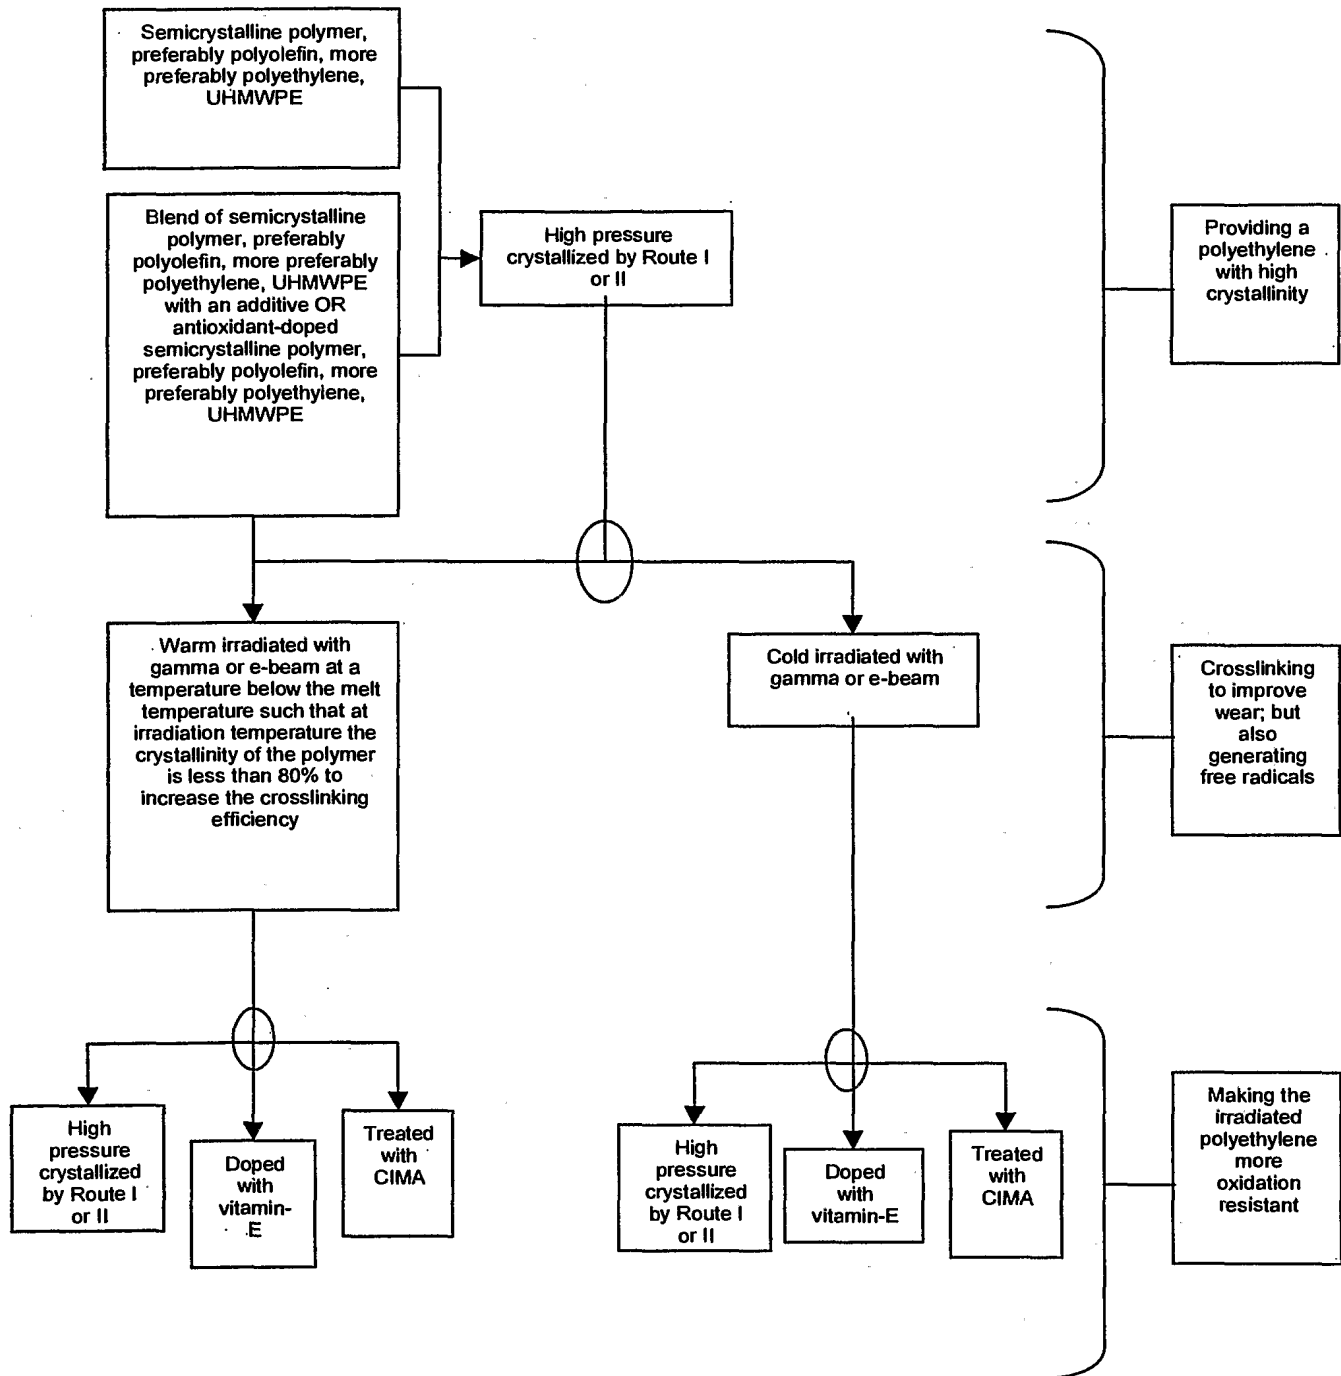 Semicrystalline polymer,
preferably polyolefin, more
preferably polyethylene,
UHMWPE
Blend of semicrystalline
polymer, preferably
polyolefin, more preferably
polyethylene, UHMWPE
with an additive OR
antioxidant-doped
semicrystalline polymer,
preferably polyolefin, more
preferably polyethylene,
UHMWPE
High pressure
crystallized by Route I
or II
Providing a
polyethylene
with high
crystallinity
Warm irradiated with
gamma or e-beam at a
temperature below the melt
temperature such that at
irradiation temperature the
crystallinity of the polymer
is less than 80% to
increase the crosslinking
efficiency
Cold irradiated with
gamma or e-beam
Crosslinking
to improve
wear; but
also
generating
free radicals
High
pressure
crystallized
by Route I
or II
Doped
with
vitamin-
E
Treated
with
CIMA
High
pressure
crystallized
by Route I
or II
Doped
with
vitamin-E
Treated
with
CIMA
Making the
irradiated
polyethylene
more
oxidation
resistant